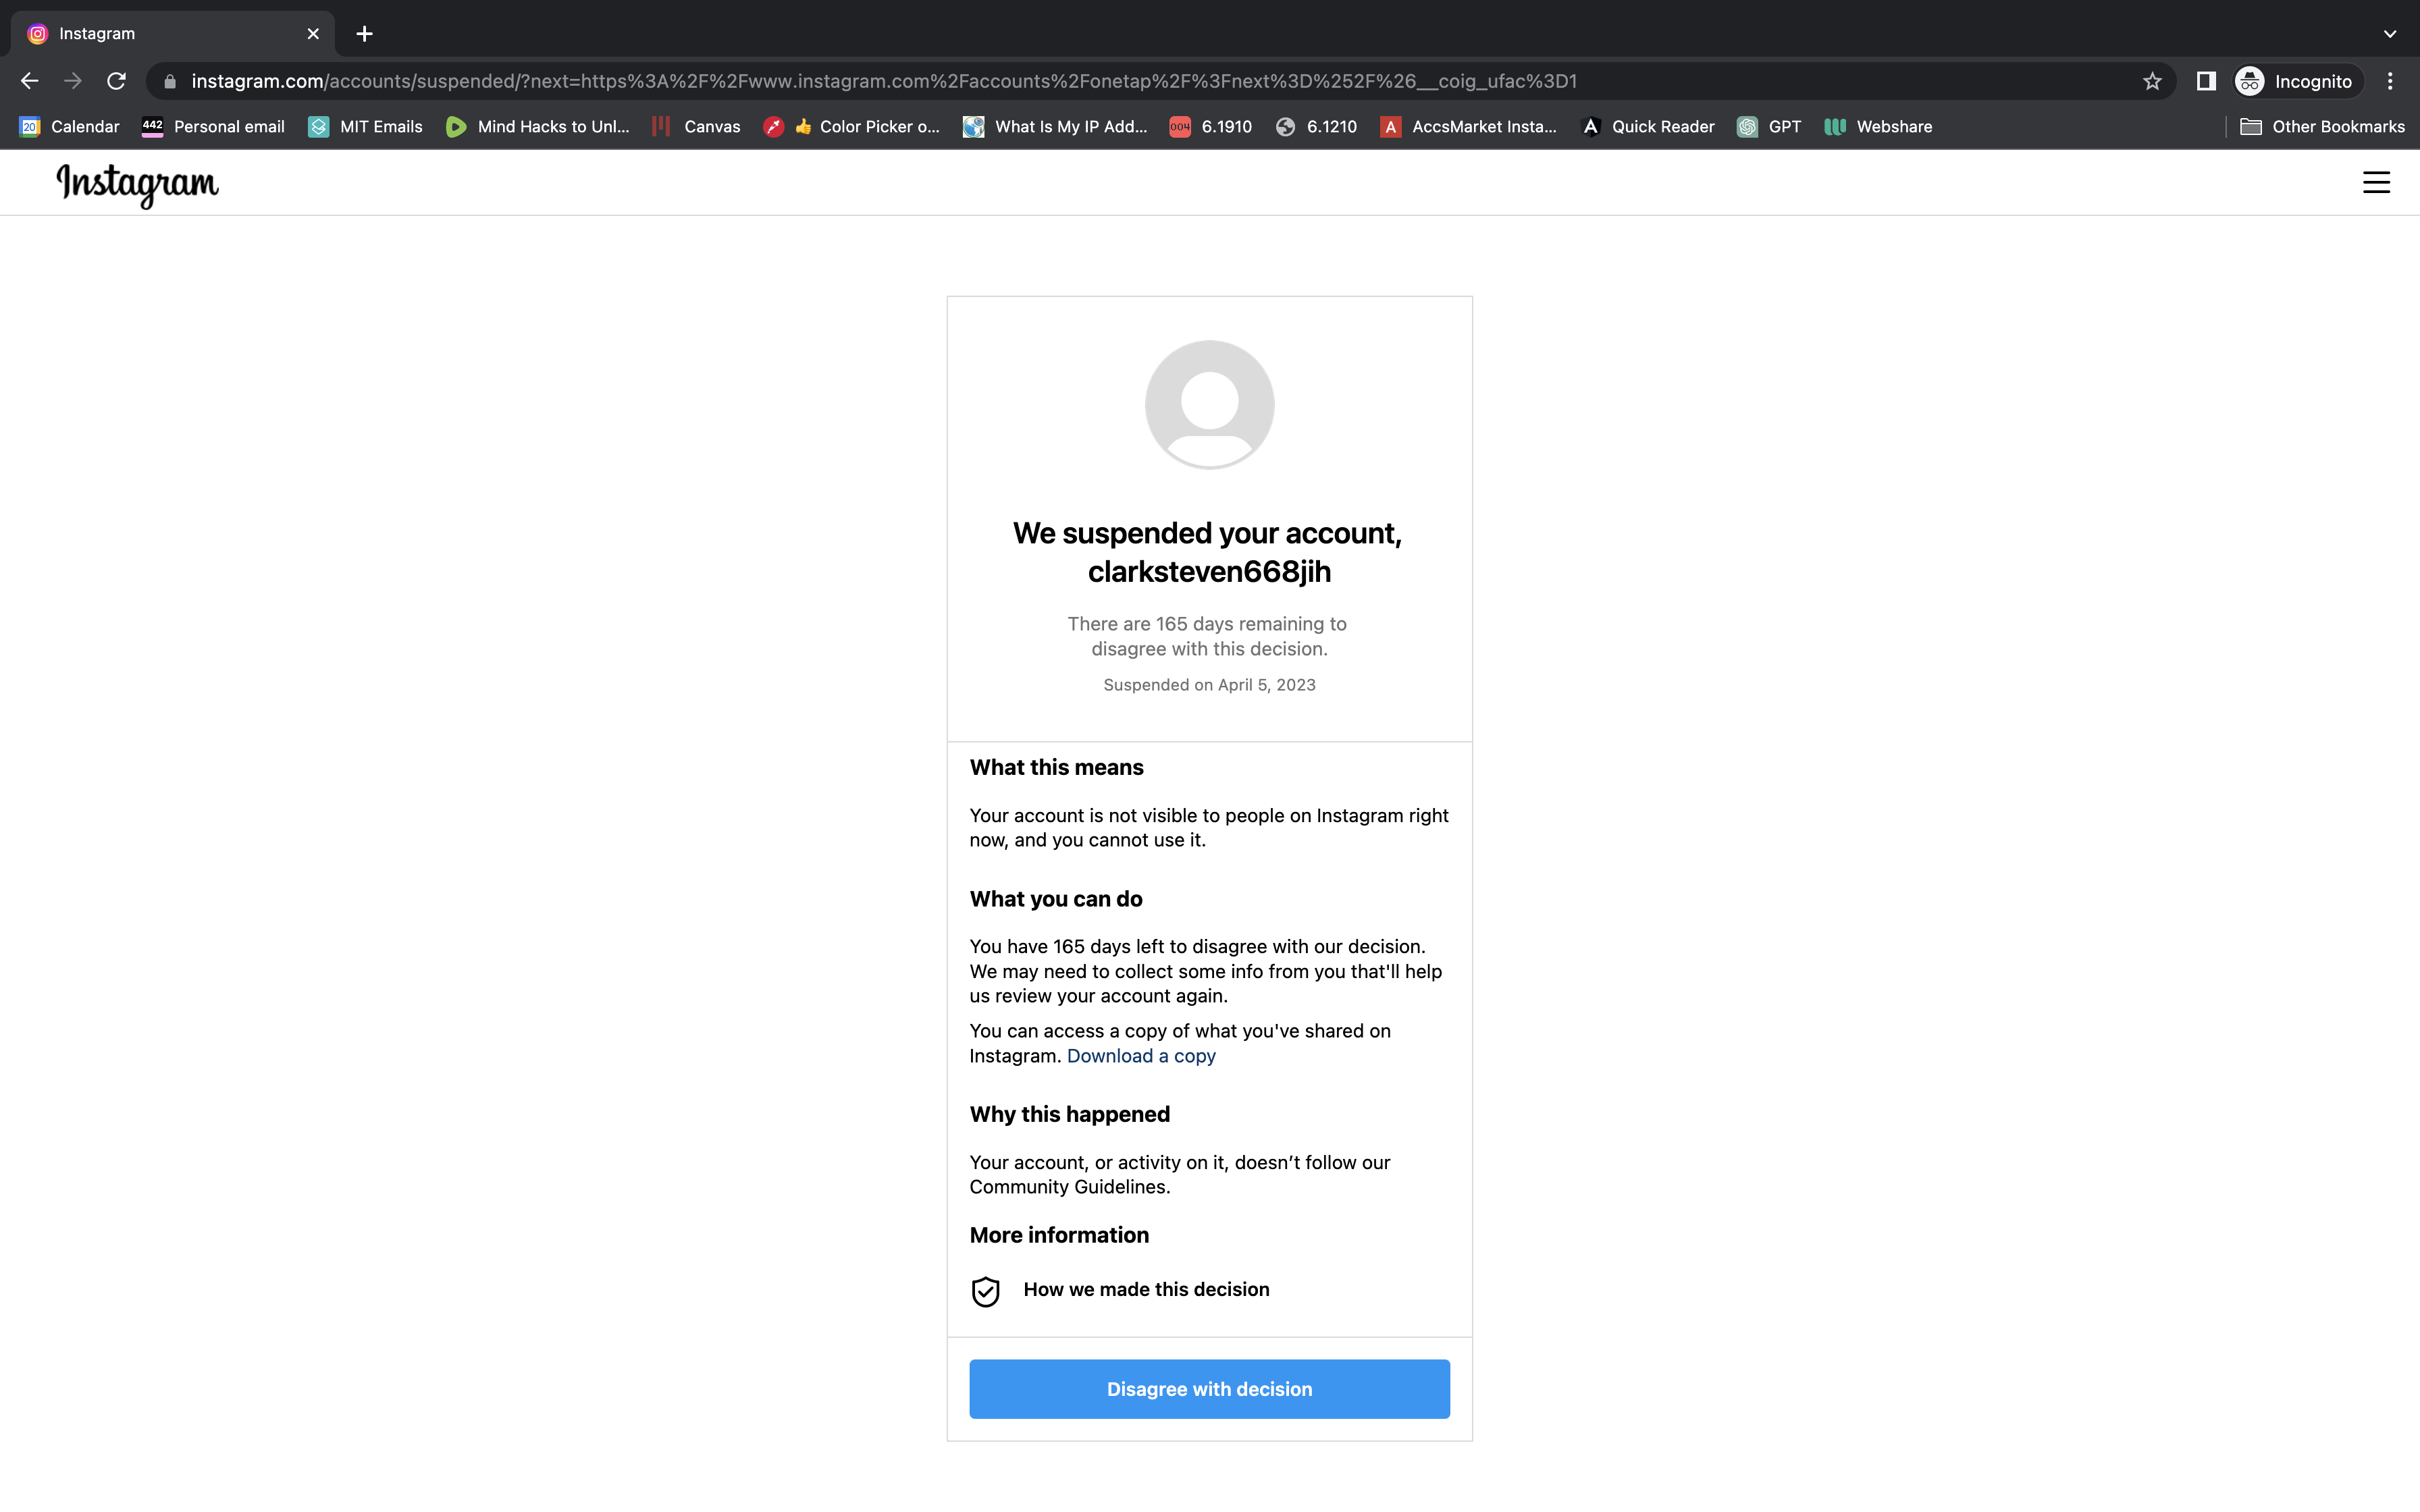 Instagram
instagram.com/accounts/suspended/?next=https%3A%2F%2Fwww.instagram.com%2Faccounts%2Fonetap%2F%3Fnext%3D%252F%26__coig_ufac%3D1
Incognito
20 Calendar 442 Personal email MIT Emails Mind Hacks to Unl... Canvas Color Picker o... What Is My IP Add... 004 6.1910 6.1210 A AccsMarket Insta... Quick Reader GPT Webshare Other Bookmarks
Instagram
We suspended your account,
clarksteven668jih
There are 165 days remaining to
disagree with this decision.
Suspended on April 5, 2023
What this means
Your account is not visible to people on Instagram right
now, and you cannot use it.
What you can do
You have 165 days left to disagree with our decision.
We may need to collect some info from you that'll help
us review your account again.
You can access a copy of what you've shared on
Instagram. Download a copy
Why this happened
Your account, or activity on it, doesn’t follow our
Community Guidelines.
More information
How we made this decision
Disagree with decision